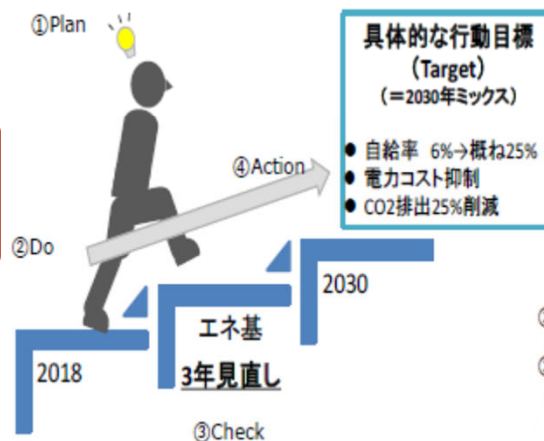 ①Plan
具体的な行動目標
(Target)
(=2030年ミックス)
● 自給率 6%→概ね25%
● 電力コスト抑制
● CO2排出25%削減
④Action
②Do
2018
エネ基
3年見直し
2030
③Check